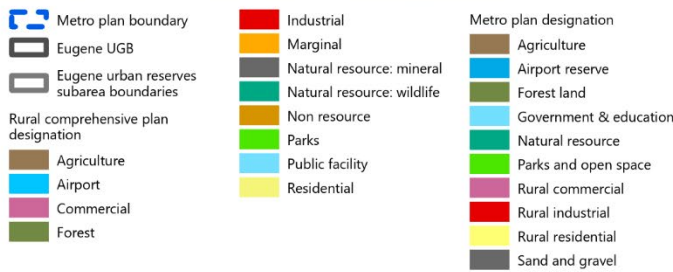 Metro plan boundary
Eugene UGB
Eugene urban reserves
subarea boundaries
Rural comprehensive plan
designation
Agriculture
Airport
Commercial
Forest
Industrial
Marginal
Natural resource: mineral
Natural resource: wildlife
Non resource
Parks
Public facility
Residential
Metro plan designation
Agriculture
Airport reserve
Forest land
Government & education
Natural resource
Parks and open space
Rural commercial
Rural industrial
Rural residential
Sand and gravel